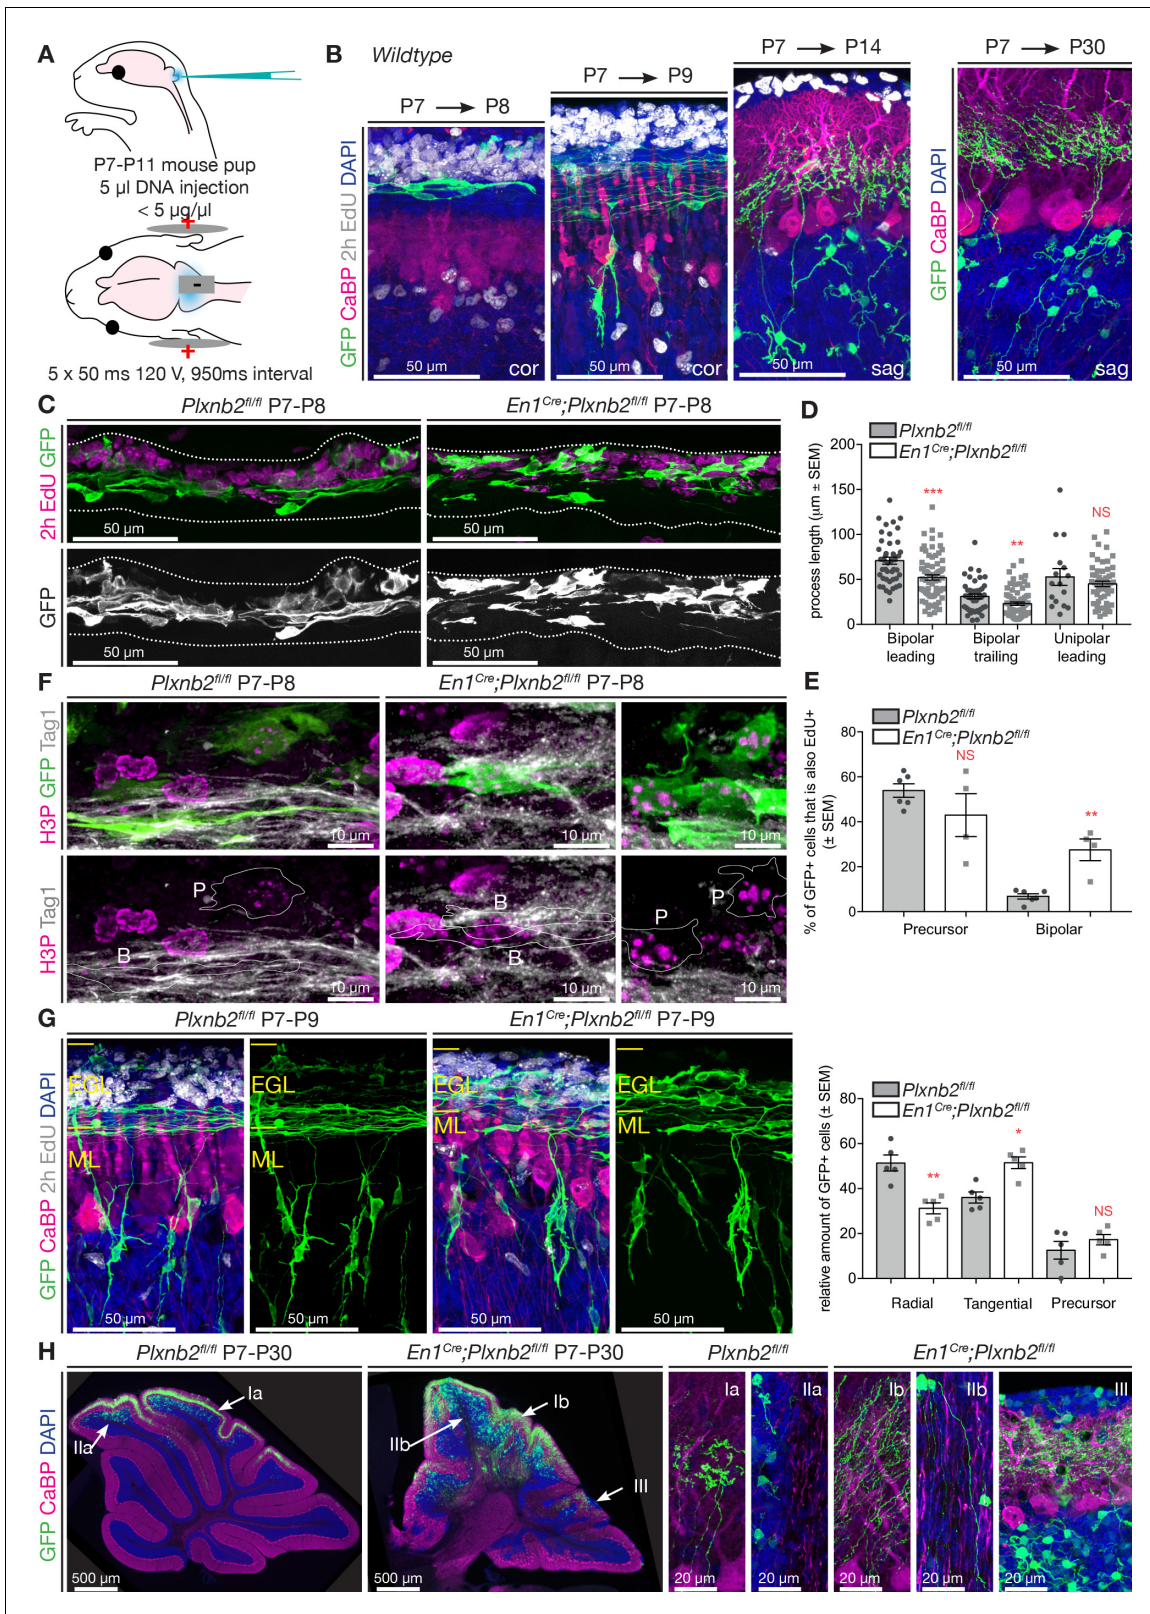 A
P7-P11 mouse pup
5 µl DNA injection
< 5 µg/µl
+
-
+
5 x 50 ms 120 V, 950ms interval
B
Wildtype
P7 → P8
P7 → P9
P7 → P14
P7 → P30
GFP CaBP 2h EdU DAPI
50 µm
cor
50 µm
cor
50 µm
sag
GFP CaBP DAPI
50 µm
sag
C
Plxnb2fl/fl P7-P8
En1Cre;Plxnb2fl/fl P7-P8
2h EdU GFP
50 µm
50 µm
GFP
50 µm
50 µm
D
Plxnb2fl/fl
En1Cre;Plxnb2fl/fl
process length (µm ± SEM)
200
150
100
50
0
***
**
NS
Bipolar leading
Bipolar trailing
Unipolar leading
E
Plxnb2fl/fl
En1Cre;Plxnb2fl/fl
% of GFP+ cells that is also EdU+
(± SEM)
80
60
40
20
0
NS
**
Precursor
Bipolar
F
Plxnb2fl/fl P7-P8
En1Cre;Plxnb2fl/fl P7-P8
H3P GFP Tag1
10 µm
10 µm
10 µm
H3P Tag1
P
B
10 µm
B
B
10 µm
P
P
10 µm
G
Plxnb2fl/fl P7-P9
En1Cre;Plxnb2fl/fl P7-P9
GFP CaBP 2h EdU DAPI
EGL
ML
50 µm
EGL
ML
50 µm
EGL
ML
50 µm
EGL
ML
50 µm
Plxnb2fl/fl
En1Cre;Plxnb2fl/fl
relative amount of GFP+ cells (± SEM)
80
60
40
20
0
**
*
NS
Radial
Tangential
Precursor
H
Plxnb2fl/fl P7-P30
En1Cre;Plxnb2fl/fl P7-P30
Plxnb2fl/fl
En1Cre;Plxnb2fl/fl
GFP CaBP DAPI
Ia
IIa
500 µm
Ib
IIb
III
500 µm
Ia
20 µm
IIa
20 µm
Ib
20 µm
IIb
20 µm
III
20 µm